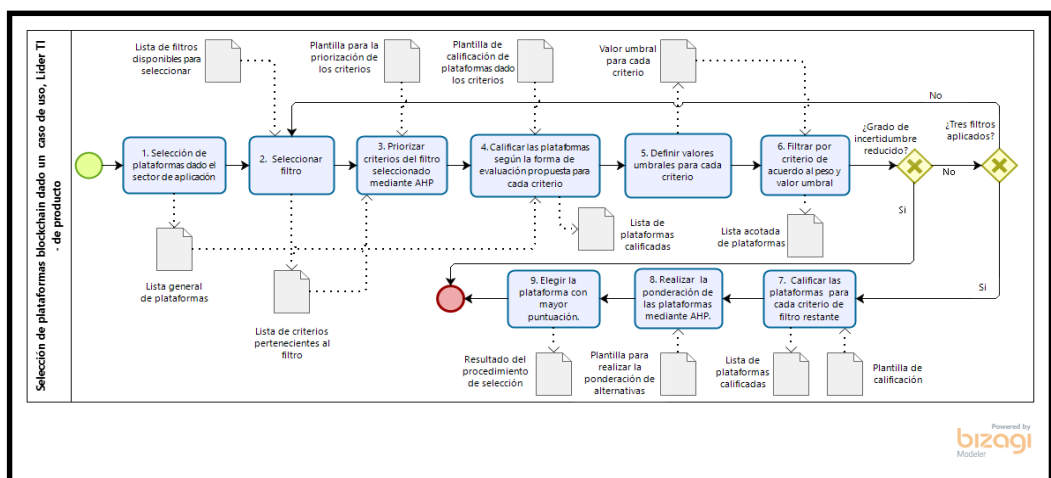 Selección de plataformas blockchain dado un caso de uso, Líder TI
- de producto
Lista de filtros
disponibles para
seleccionar
Plantilla para la
priorización de
los criterios
Plantilla de
calificación de
plataformas dado
los criterios
Valor umbral
para cada
criterio
No
1. Selección de
plataformas dado el
sector de aplicación
2. Seleccionar
filtro
3. Priorizar
criterios del filtro
seleccionado
mediante AHP
4. Calificar las plataformas
según la forma de
evaluación propuesta para
cada criterio
5. Definir valores
umbrales para cada
criterio
6. Filtrar por
criterio de
acuerdo al peso y
valor umbral
¿Grado de
incertidumbre
reducido?
No
¿Tres filtros
aplicados?
Si
Si
Lista general
de plataformas
Lista de criterios
pertenecientes al
filtro
Lista de
plataformas
calificadas
Lista acotada
de plataformas
9. Elegir la
plataforma con
mayor
puntuación.
8. Realizar la
ponderación de
las plataformas
mediante AHP.
7. Calificar las
plataformas para
cada criterio de
filtro restante
Resultado del
procedimiento
de selección
Plantilla para
realizar la
ponderación de
alternativas
Lista de
plataformas
calificadas
Plantilla de
calificación
Powered by
bizagi
Modeler